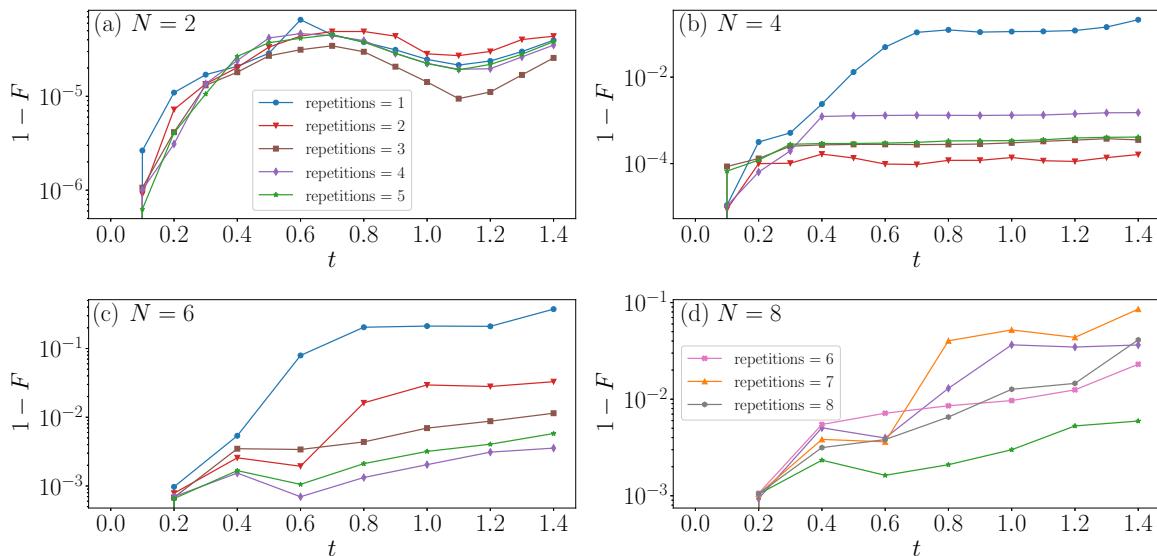 (a) N = 2
1 − F
10⁻⁵
10⁻⁶
repetitions = 1
repetitions = 2
repetitions = 3
repetitions = 4
repetitions = 5
0.0 0.2 0.4 0.6 0.8 1.0 1.2 1.4
t
(b) N = 4
1 − F
10⁻²
10⁻⁴
0.0 0.2 0.4 0.6 0.8 1.0 1.2 1.4
t
(c) N = 6
1 − F
10⁻¹
10⁻²
10⁻³
0.0 0.2 0.4 0.6 0.8 1.0 1.2 1.4
t
(d) N = 8
1 − F
10⁻¹
10⁻²
10⁻³
repetitions = 6
repetitions = 7
repetitions = 8
0.0 0.2 0.4 0.6 0.8 1.0 1.2 1.4
t